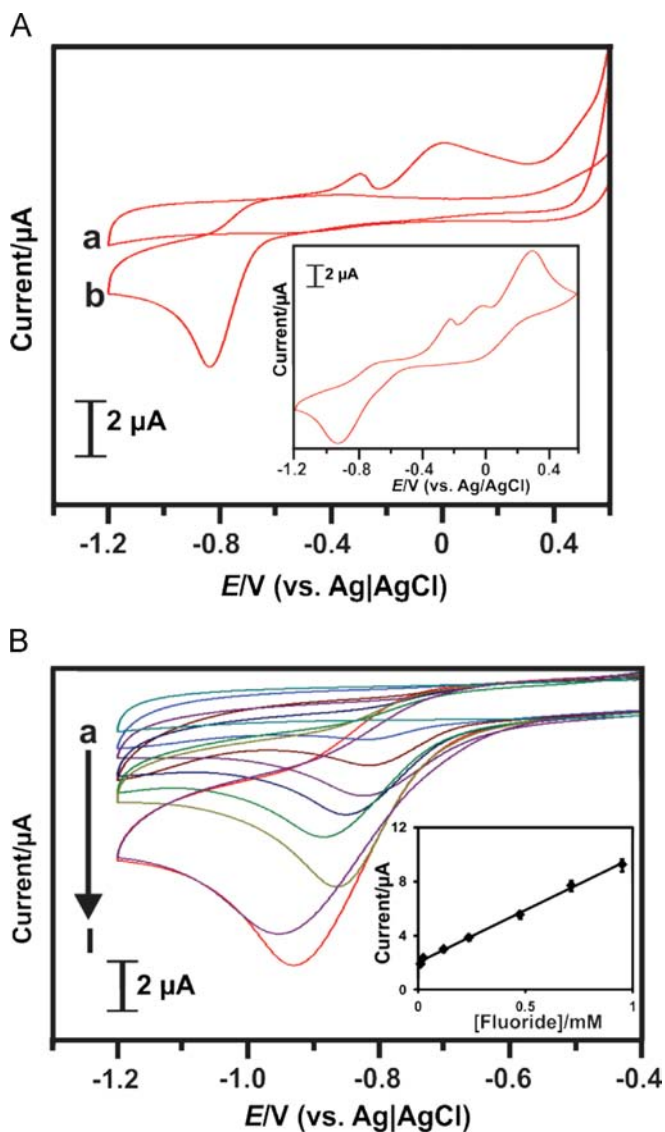 A
Current/µA
a
b
2 µA
2 µA
Current/µA
-1.2 -0.8 -0.4 0 0.4
E/V (vs. Ag/AgCl)
-1.2 -0.8 -0.4 0 0.4
E/V (vs. Ag|AgCl)
B
Current/µA
a
l
2 µA
Current/µA
12
8
4
0
0 0.5 1
[Fluoride]/mM
-1.2 -1.0 -0.8 -0.6 -0.4
E/V (vs. Ag|AgCl)